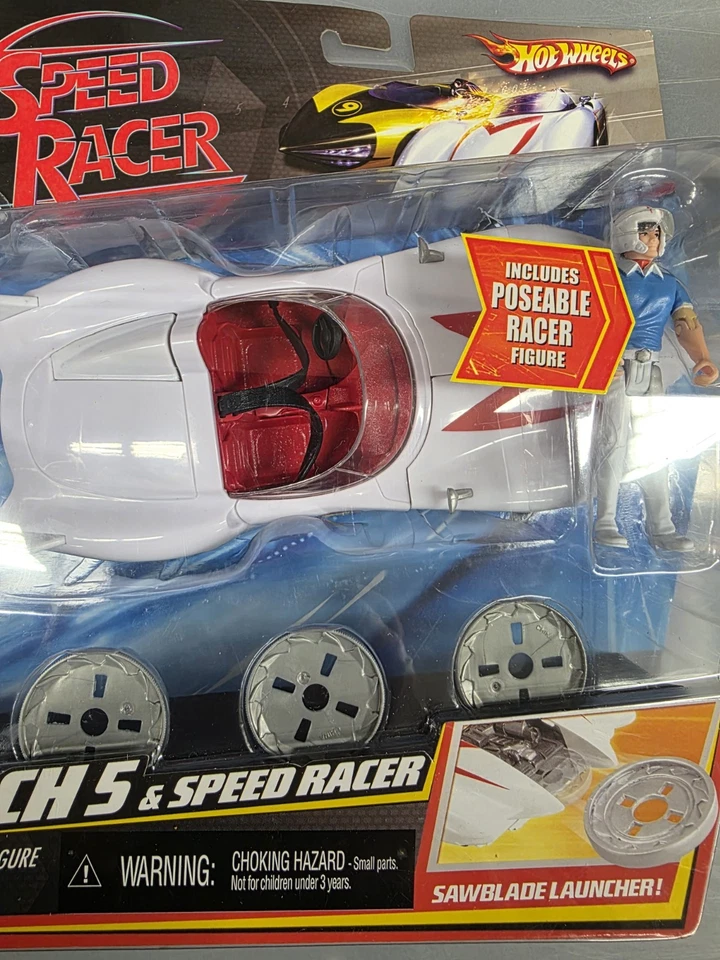 SPEED
RACER
HOT WHEELS
9
INCLUDES
POSEABLE
RACER
FIGURE
CH 5 & SPEED RACER
GURE
WARNING: CHOKING HAZARD - Small parts.
Not for children under 3 years.
SAWBLADE LAUNCHER!